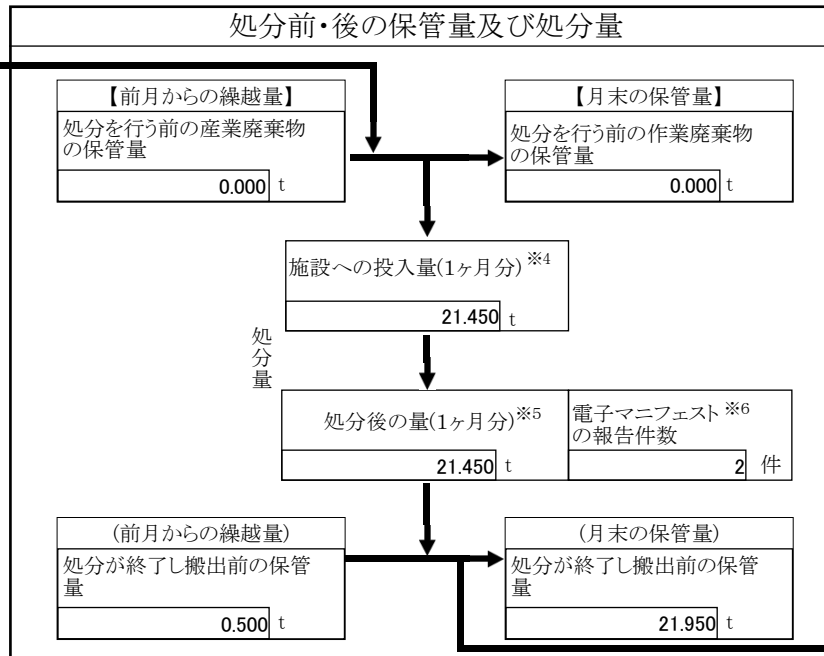 処分前・後の保管量及び処分量
【前月からの繰越量】
処分を行う前の産業廃棄物
の保管量
0.000 t
【月末の保管量】
処分を行う前の作業廃棄物
の保管量
0.000 t
施設への投入量(1ヶ月分)※4
21.450 t
処分量
処分後の量(1ヶ月分)※5
21.450 t
電子マニフェスト※6
の報告件数
2 件
(前月からの繰越量)
処分が終了し搬出前の保管
量
0.500 t
(月末の保管量)
処分が終了し搬出前の保管
量
21.950 t